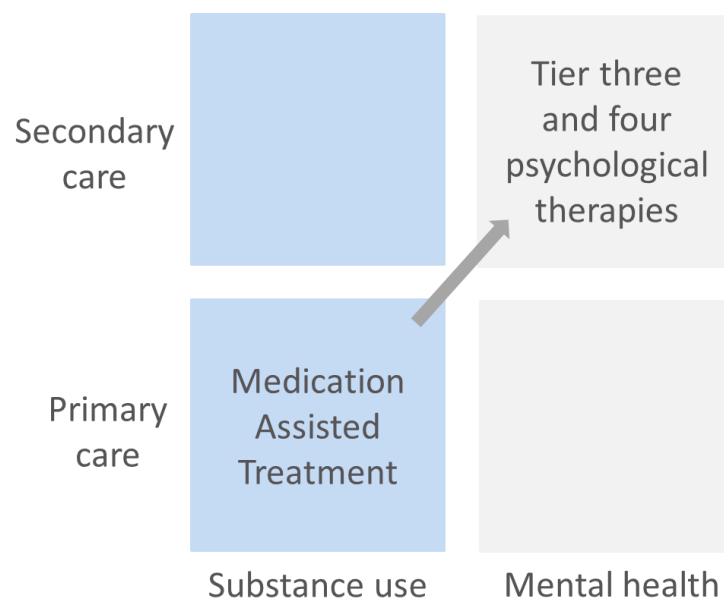 Secondary
care
Tier three
and four
psychological
therapies
Primary
care
Medication
Assisted
Treatment
Substance use
Mental health